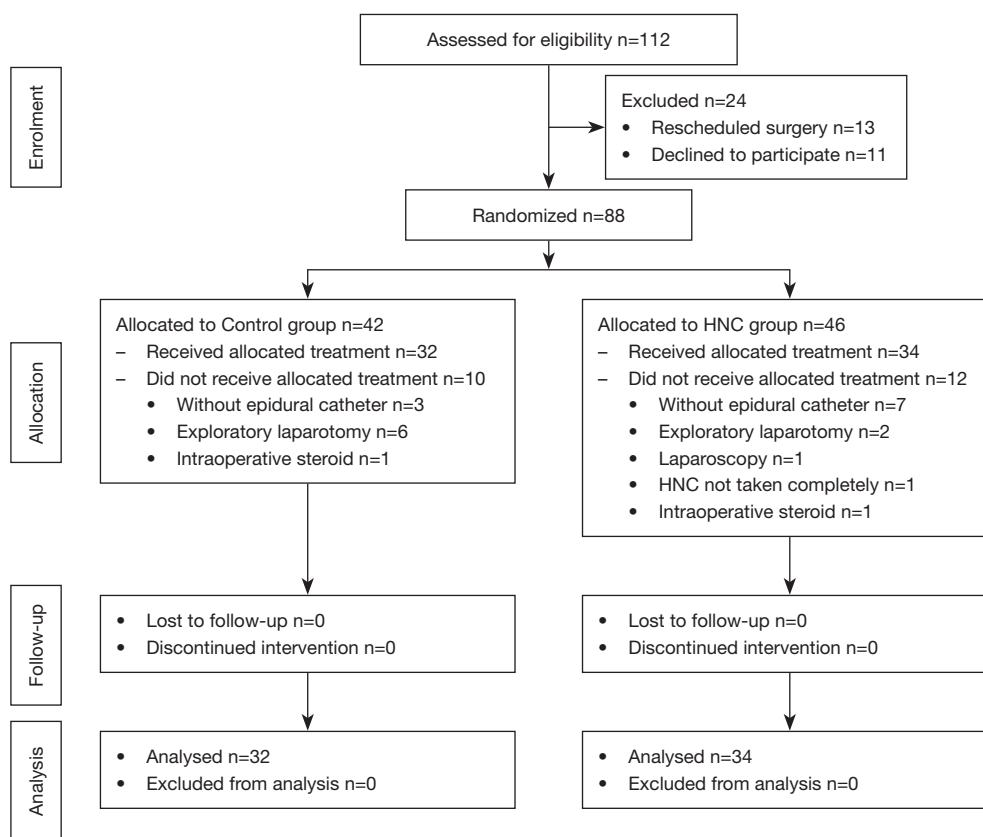 Assessed for eligibility n=112
Enrolment
Excluded n=24
• Rescheduled surgery n=13
• Declined to participate n=11
Randomized n=88
Allocation
Allocated to Control group n=42
– Received allocated treatment n=32
– Did not receive allocated treatment n=10
• Without epidural catheter n=3
• Exploratory laparotomy n=6
• Intraoperative steroid n=1
Allocated to HNC group n=46
– Received allocated treatment n=34
– Did not receive allocated treatment n=12
• Without epidural catheter n=7
• Exploratory laparotomy n=2
• Laparoscopy n=1
• HNC not taken completely n=1
• Intraoperative steroid n=1
Follow-up
• Lost to follow-up n=0
• Discontinued intervention n=0
• Lost to follow-up n=0
• Discontinued intervention n=0
Analysis
• Analysed n=32
• Excluded from analysis n=0
• Analysed n=34
• Excluded from analysis n=0